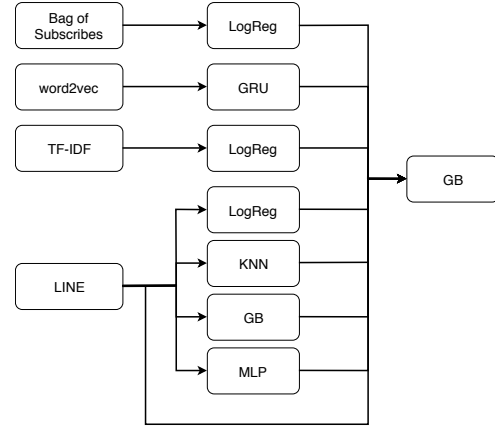 Bag of
Subscribes
LogReg
word2vec
GRU
TF-IDF
LogReg
GB
LogReg
KNN
LINE
GB
MLP